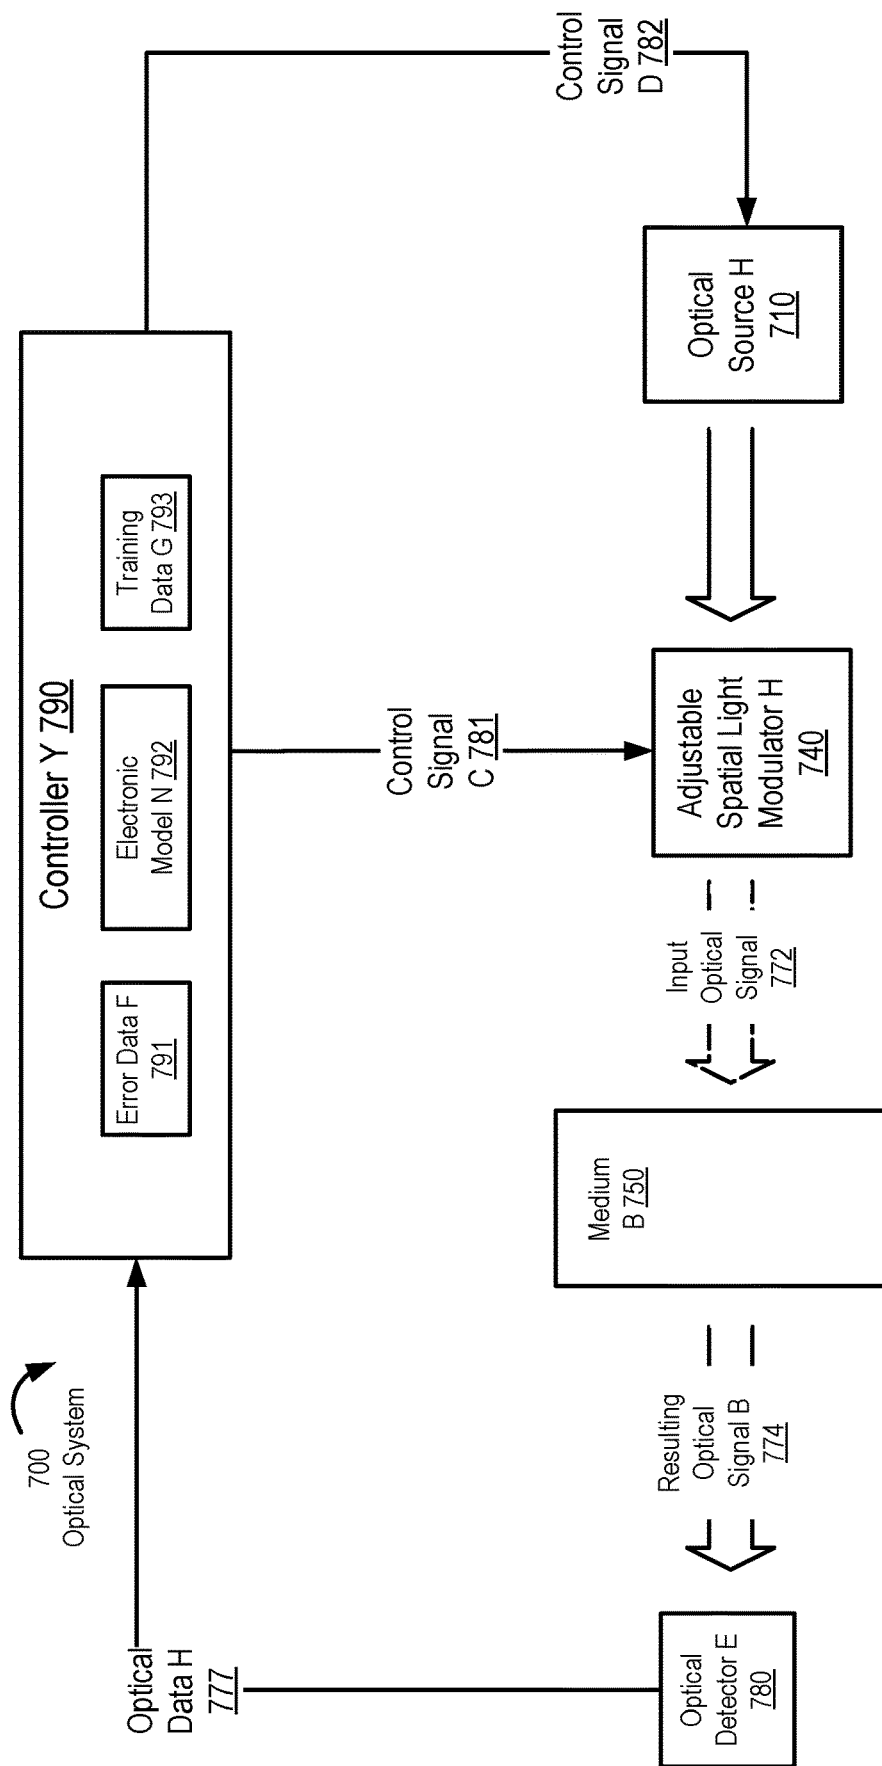 700
Optical System
Controller Y 790
Error Data F
791
Electronic
Model N 792
Training
Data G 793
Optical
Data H
777
Control
Signal
C 781
Control
Signal
D 782
Optical
Detector E
780
Resulting
Optical
Signal B
774
Medium
B 750
Input
Optical
Signal
772
Adjustable
Spatial Light
Modulator H
740
Optical
Source H
710